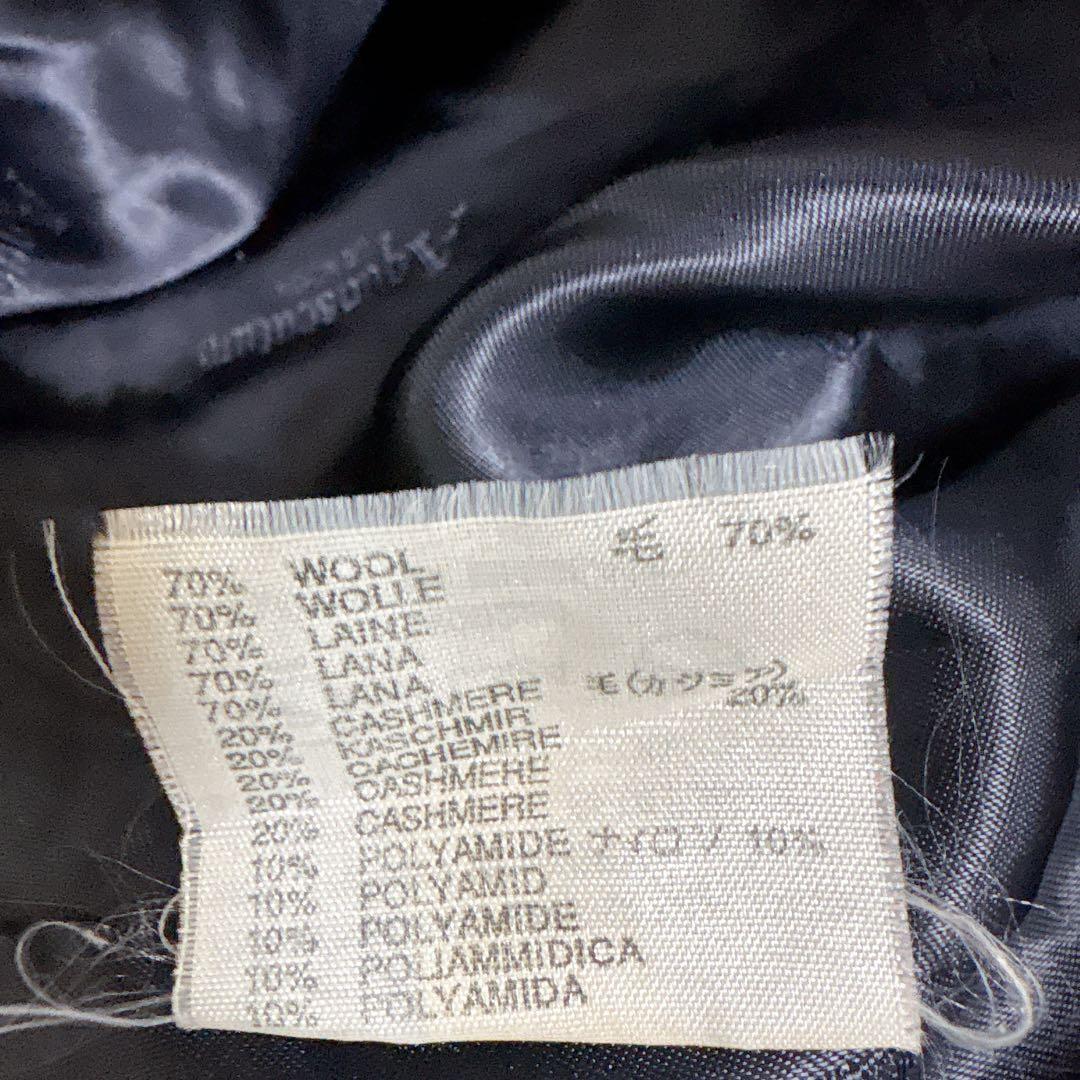 Aquascutum
70% WOOL 毛 70%
70% WOLLE
70% LAINE
70% LANA
70% LANA
20% CASHMERE 毛(カシミヤ)
20%
20% KASCHMIR
20% CACHEMIRE
20% CASHMERE
20% CASHMERE
10% POLYAMIDE ナイロン 10%
10% POLYAMID
10% POLYAMIDE
10% POLIAMMIDICA
10% POLYAMIDA